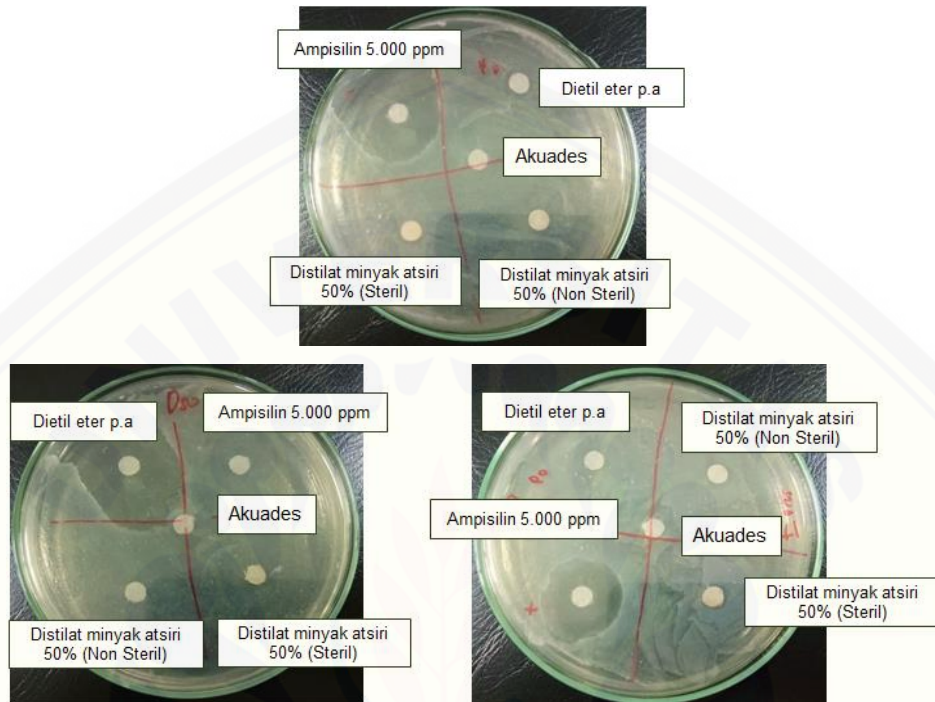 Ampisilin 5.000 ppm
Dietil eter p.a
Akuades
Distilat minyak atsiri
50% (Steril)
Distilat minyak atsiri
50% (Non Steril)
Dietil eter p.a
Ampisilin 5.000 ppm
Akuades
Distilat minyak atsiri
50% (Non Steril)
Distilat minyak atsiri
50% (Steril)
Dietil eter p.a
Distilat minyak atsiri
50% (Non Steril)
Ampisilin 5.000 ppm
Akuades
+
Distilat minyak atsiri
50% (Steril)